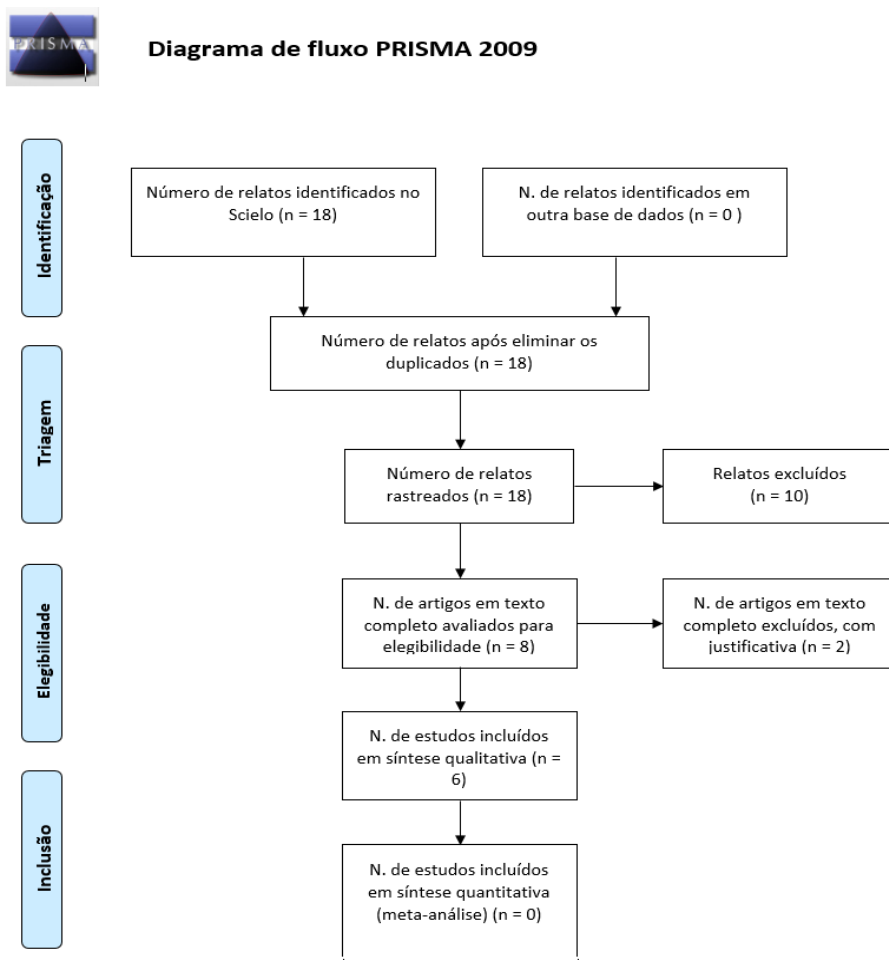 PRISMA
Diagrama de fluxo PRISMA 2009
Identificação
Número de relatos identificados no
Scielo (n = 18)
N. de relatos identificados em
outra base de dados (n = 0 )
Número de relatos após eliminar os
duplicados (n = 18)
Triagem
Número de relatos
rastreados (n = 18)
Relatos excluídos
(n = 10)
Elegibilidade
N. de artigos em texto
completo avaliados para
elegibilidade (n = 8)
N. de artigos em texto
completo excluídos, com
justificativa (n = 2)
N. de estudos incluídos
em síntese qualitativa (n =
6)
Inclusão
N. de estudos incluídos
em síntese quantitativa
(meta-análise) (n = 0)